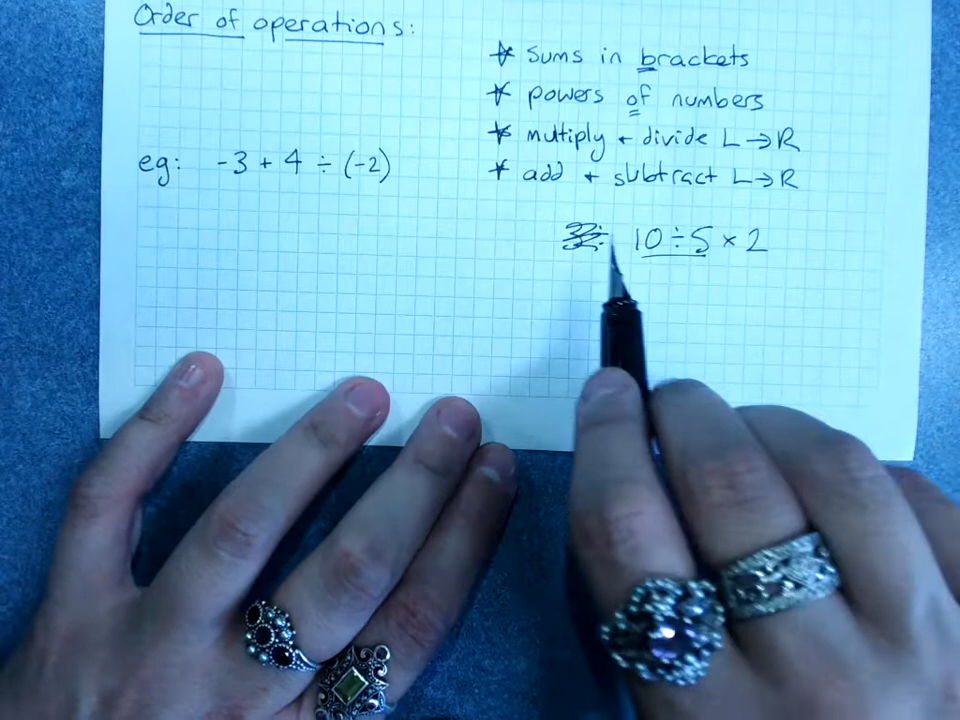 Order of operations:
* sums in brackets
* powers of numbers
* multiply + divide L→R
* add + subtract L→R
eg: -3 + 4 ÷ (-2)
10 ÷ 5 × 2